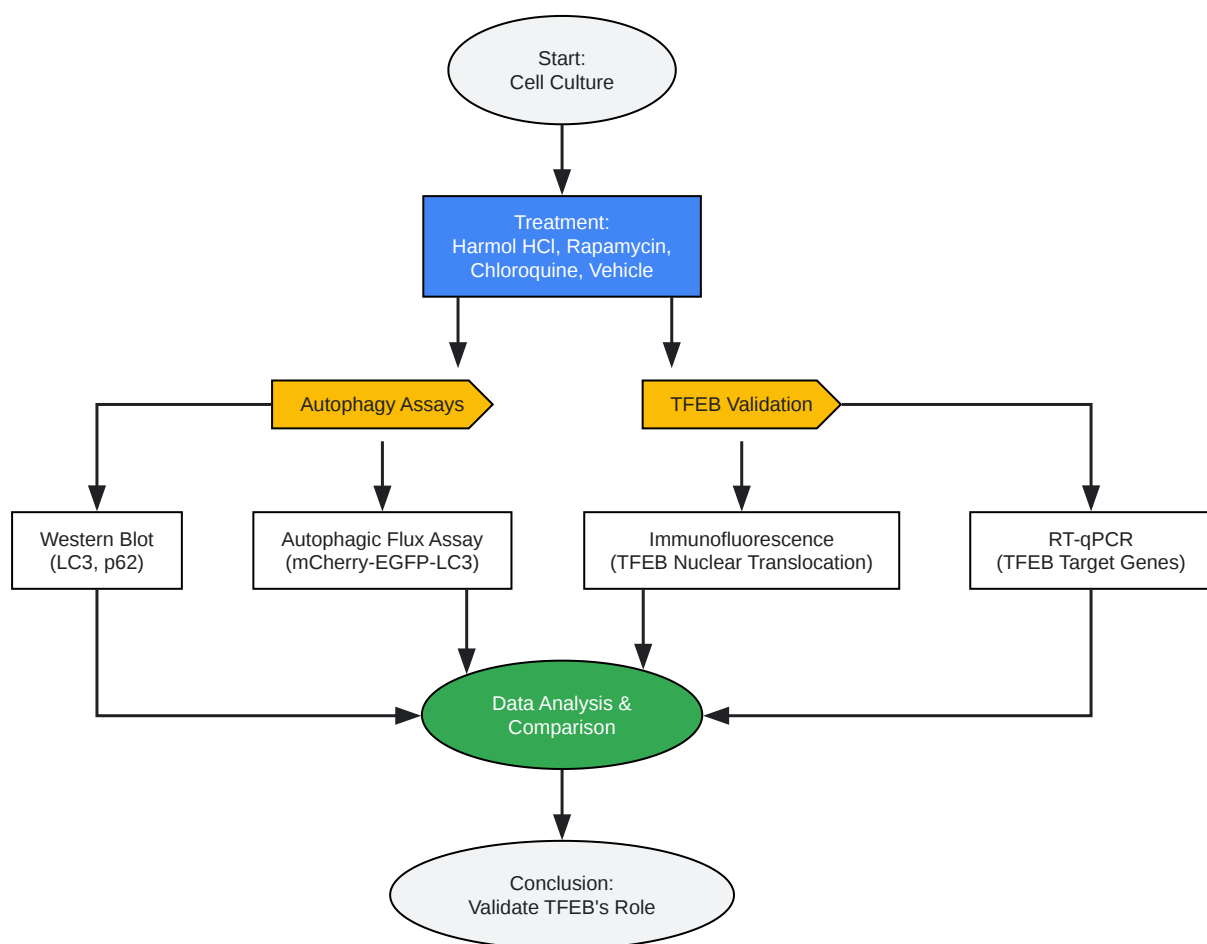 Start:
Cell Culture
Treatment:
Harmol HCl, Rapamycin,
Chloroquine, Vehicle
Autophagy Assays
TFEB Validation
Western Blot
(LC3, p62)
Autophagic Flux Assay
(mCherry-EGFP-LC3)
Immunofluorescence
(TFEB Nuclear Translocation)
RT-qPCR
(TFEB Target Genes)
Data Analysis &
Comparison
Conclusion:
Validate TFEB's Role